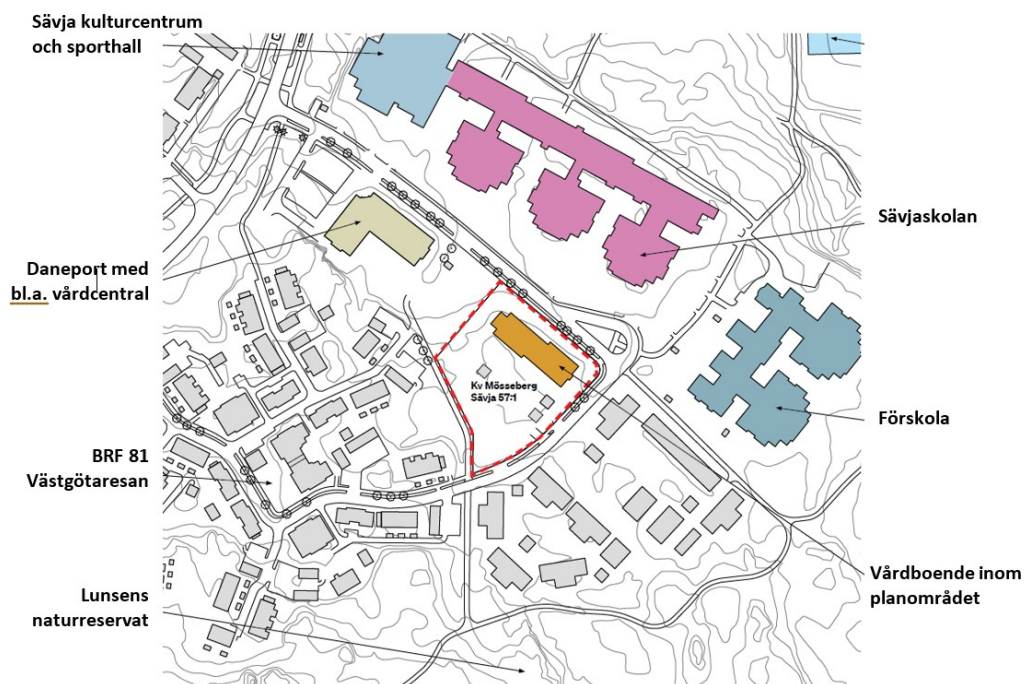 Sävja kulturcentrum
och sporthall
Sävjaskolan
Daneport med
bl.a. vårdcentral
Kv Mösseberg
Sävja 57:1
Förskola
BRF 81
Västgötaresan
Vårdboende inom
planområdet
Lunsens
naturreservat